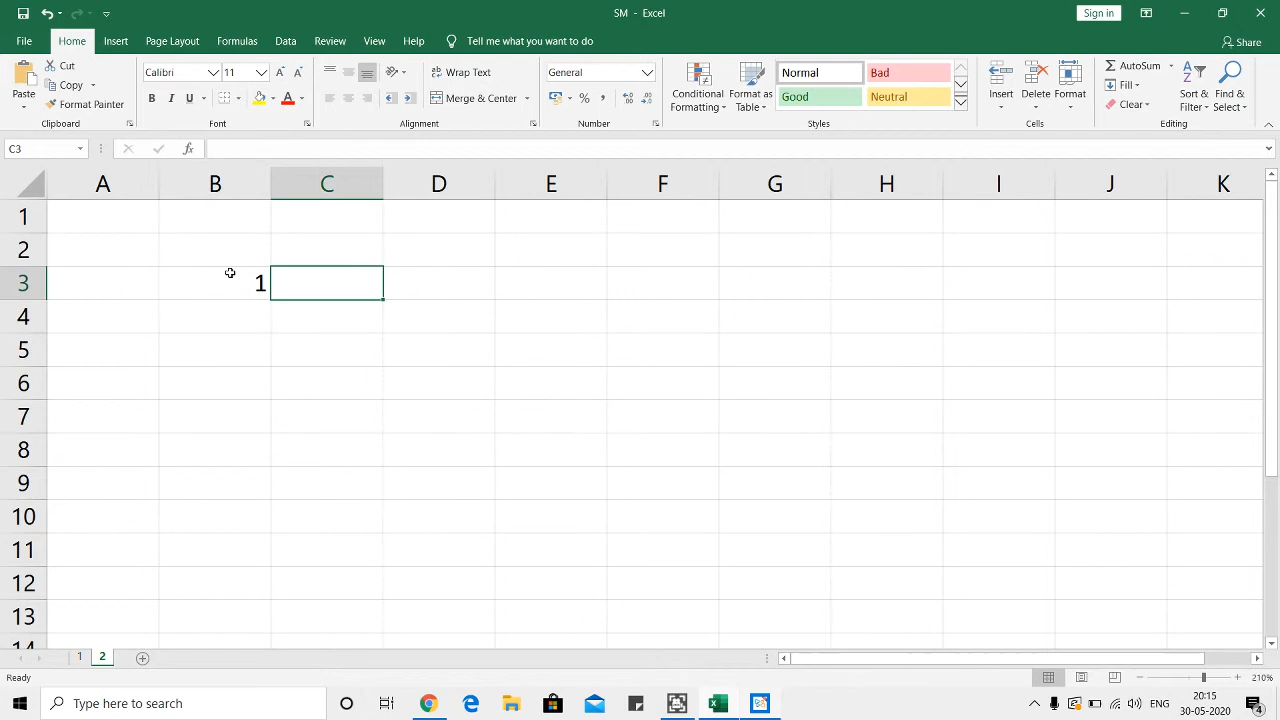 SM - Excel
Sign in
File Home Insert Page Layout Formulas Data Review View Help Tell me what you want to do Share
Paste
Cut
Copy
Format Painter
Clipboard
Calibri 11
B I U
Font
Wrap Text
Merge & Center
Alignment
General
%
Number
Conditional Formatting
Format as Table
Normal Bad
Good Neutral
Styles
Insert Delete Format
Cells
AutoSum
Fill
Clear
Sort & Filter
Find & Select
Editing
C3 fx
A B C D E F G H I J K
1
2
3 1
4
5
6
7
8
9
10
11
12
13
14
1 2
Ready 210%
Type here to search
ENG
20:15
30-05-2020
4